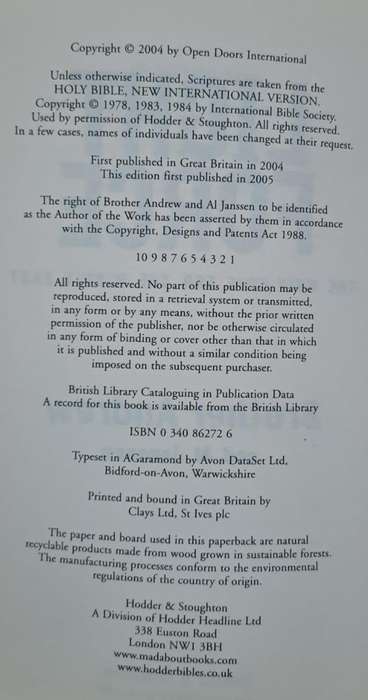 Copyright © 2004 by Open Doors International
Unless otherwise indicated, Scriptures are taken from the
HOLY BIBLE, NEW INTERNATIONAL VERSION.
Copyright © 1978, 1983, 1984 by International Bible Society.
Used by permission of Hodder & Stoughton. All rights reserved.
In a few cases, names of individuals have been changed at their request.
First published in Great Britain in 2004
This edition first published in 2005
The right of Brother Andrew and Al Janssen to be identified
as the Author of the Work has been asserted by them in accordance
with the Copyright, Designs and Patents Act 1988.
10 9 8 7 6 5 4 3 2 1
All rights reserved. No part of this publication may be
reproduced, stored in a retrieval system or transmitted,
in any form or by any means, without the prior written
permission of the publisher, nor be otherwise circulated
in any form of binding or cover other than that in which
it is published and without a similar condition being
imposed on the subsequent purchaser.
British Library Cataloguing in Publication Data
A record for this book is available from the British Library
ISBN 0 340 86272 6
Typeset in AGaramond by Avon DataSet Ltd,
Bidford-on-Avon, Warwickshire
Printed and bound in Great Britain by
Clays Ltd, St Ives plc
The paper and board used in this paperback are natural
recyclable products made from wood grown in sustainable forests.
The manufacturing processes conform to the environmental
regulations of the country of origin.
Hodder & Stoughton
A Division of Hodder Headline Ltd
338 Euston Road
London NW1 3BH
www.madaboutbooks.com
www.hodderbibles.co.uk